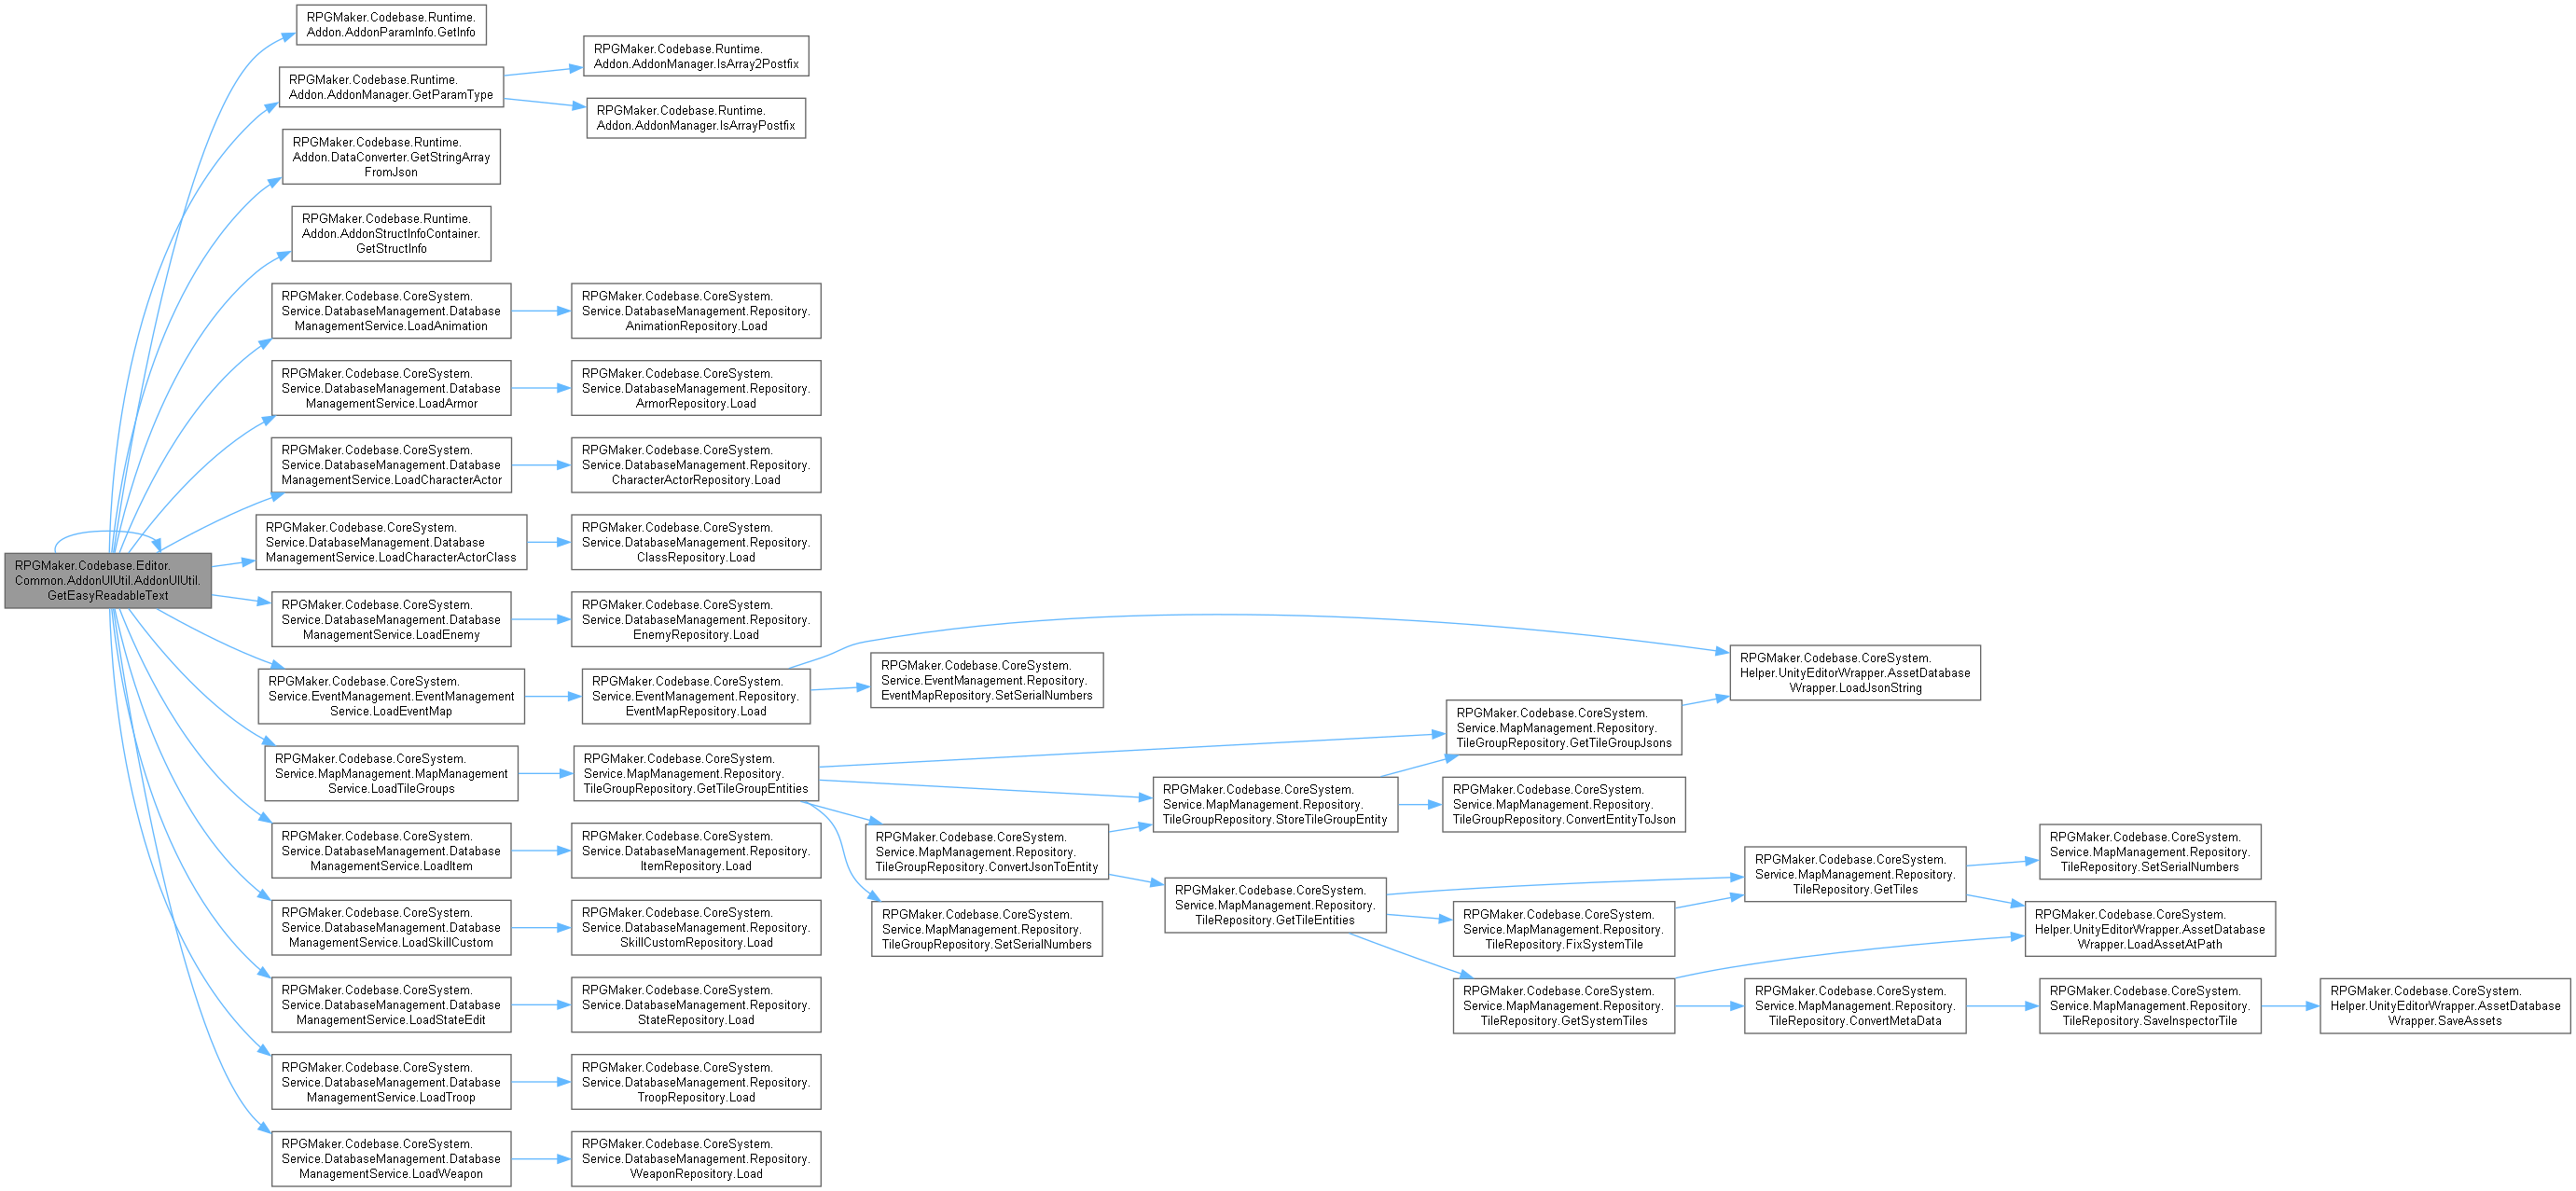 RPGMaker.Codebase.Runtime.
Addon.AddonParamInfo.GetInfo
RPGMaker.Codebase.Runtime.
Addon.AddonManager.GetParamType
RPGMaker.Codebase.Runtime.
Addon.AddonManager.IsArray2Postfix
RPGMaker.Codebase.Runtime.
Addon.AddonManager.IsArrayPostfix
RPGMaker.Codebase.Runtime.
Addon.DataConverter.GetStringArray
FromJson
RPGMaker.Codebase.Runtime.
Addon.AddonStructInfoContainer.
GetStructInfo
RPGMaker.Codebase.CoreSystem.
Service.DatabaseManagement.Database
ManagementService.LoadAnimation
RPGMaker.Codebase.CoreSystem.
Service.DatabaseManagement.Repository.
AnimationRepository.Load
RPGMaker.Codebase.CoreSystem.
Service.DatabaseManagement.Database
ManagementService.LoadArmor
RPGMaker.Codebase.CoreSystem.
Service.DatabaseManagement.Repository.
ArmorRepository.Load
RPGMaker.Codebase.CoreSystem.
Service.DatabaseManagement.Database
ManagementService.LoadCharacterActor
RPGMaker.Codebase.CoreSystem.
Service.DatabaseManagement.Repository.
CharacterActorRepository.Load
RPGMaker.Codebase.CoreSystem.
Service.DatabaseManagement.Database
ManagementService.LoadCharacterActorClass
RPGMaker.Codebase.CoreSystem.
Service.DatabaseManagement.Repository.
ClassRepository.Load
RPGMaker.Codebase.Editor.
Common.AddonUIUtil.AddonUIUtil.
GetEasyReadableText
RPGMaker.Codebase.CoreSystem.
Service.DatabaseManagement.Database
ManagementService.LoadEnemy
RPGMaker.Codebase.CoreSystem.
Service.DatabaseManagement.Repository.
EnemyRepository.Load
RPGMaker.Codebase.CoreSystem.
Service.EventManagement.EventManagement
Service.LoadEventMap
RPGMaker.Codebase.CoreSystem.
Service.EventManagement.Repository.
EventMapRepository.Load
RPGMaker.Codebase.CoreSystem.
Service.EventManagement.Repository.
EventMapRepository.SetSerialNumbers
RPGMaker.Codebase.CoreSystem.
Helper.UnityEditorWrapper.AssetDatabase
Wrapper.LoadJsonString
RPGMaker.Codebase.CoreSystem.
Service.MapManagement.MapManagement
Service.LoadTileGroups
RPGMaker.Codebase.CoreSystem.
Service.MapManagement.Repository.
TileGroupRepository.GetTileGroupEntities
RPGMaker.Codebase.CoreSystem.
Service.MapManagement.Repository.
TileGroupRepository.GetTileGroupJsons
RPGMaker.Codebase.CoreSystem.
Service.MapManagement.Repository.
TileGroupRepository.StoreTileGroupEntity
RPGMaker.Codebase.CoreSystem.
Service.MapManagement.Repository.
TileGroupRepository.ConvertEntityToJson
RPGMaker.Codebase.CoreSystem.
Service.MapManagement.Repository.
TileGroupRepository.ConvertJsonToEntity
RPGMaker.Codebase.CoreSystem.
Service.MapManagement.Repository.
TileGroupRepository.SetSerialNumbers
RPGMaker.Codebase.CoreSystem.
Service.MapManagement.Repository.
TileRepository.GetTileEntities
RPGMaker.Codebase.CoreSystem.
Service.MapManagement.Repository.
TileRepository.FixSystemTile
RPGMaker.Codebase.CoreSystem.
Service.MapManagement.Repository.
TileRepository.GetTiles
RPGMaker.Codebase.CoreSystem.
Service.MapManagement.Repository.
TileRepository.SetSerialNumbers
RPGMaker.Codebase.CoreSystem.
Helper.UnityEditorWrapper.AssetDatabase
Wrapper.LoadAssetAtPath
RPGMaker.Codebase.CoreSystem.
Service.MapManagement.Repository.
TileRepository.GetSystemTiles
RPGMaker.Codebase.CoreSystem.
Service.MapManagement.Repository.
TileRepository.ConvertMetaData
RPGMaker.Codebase.CoreSystem.
Service.MapManagement.Repository.
TileRepository.SaveInspectorTile
RPGMaker.Codebase.CoreSystem.
Helper.UnityEditorWrapper.AssetDatabase
Wrapper.SaveAssets
RPGMaker.Codebase.CoreSystem.
Service.DatabaseManagement.Database
ManagementService.LoadItem
RPGMaker.Codebase.CoreSystem.
Service.DatabaseManagement.Repository.
ItemRepository.Load
RPGMaker.Codebase.CoreSystem.
Service.DatabaseManagement.Database
ManagementService.LoadSkillCustom
RPGMaker.Codebase.CoreSystem.
Service.DatabaseManagement.Repository.
SkillCustomRepository.Load
RPGMaker.Codebase.CoreSystem.
Service.DatabaseManagement.Database
ManagementService.LoadStateEdit
RPGMaker.Codebase.CoreSystem.
Service.DatabaseManagement.Repository.
StateRepository.Load
RPGMaker.Codebase.CoreSystem.
Service.DatabaseManagement.Database
ManagementService.LoadTroop
RPGMaker.Codebase.CoreSystem.
Service.DatabaseManagement.Repository.
TroopRepository.Load
RPGMaker.Codebase.CoreSystem.
Service.DatabaseManagement.Database
ManagementService.LoadWeapon
RPGMaker.Codebase.CoreSystem.
Service.DatabaseManagement.Repository.
WeaponRepository.Load